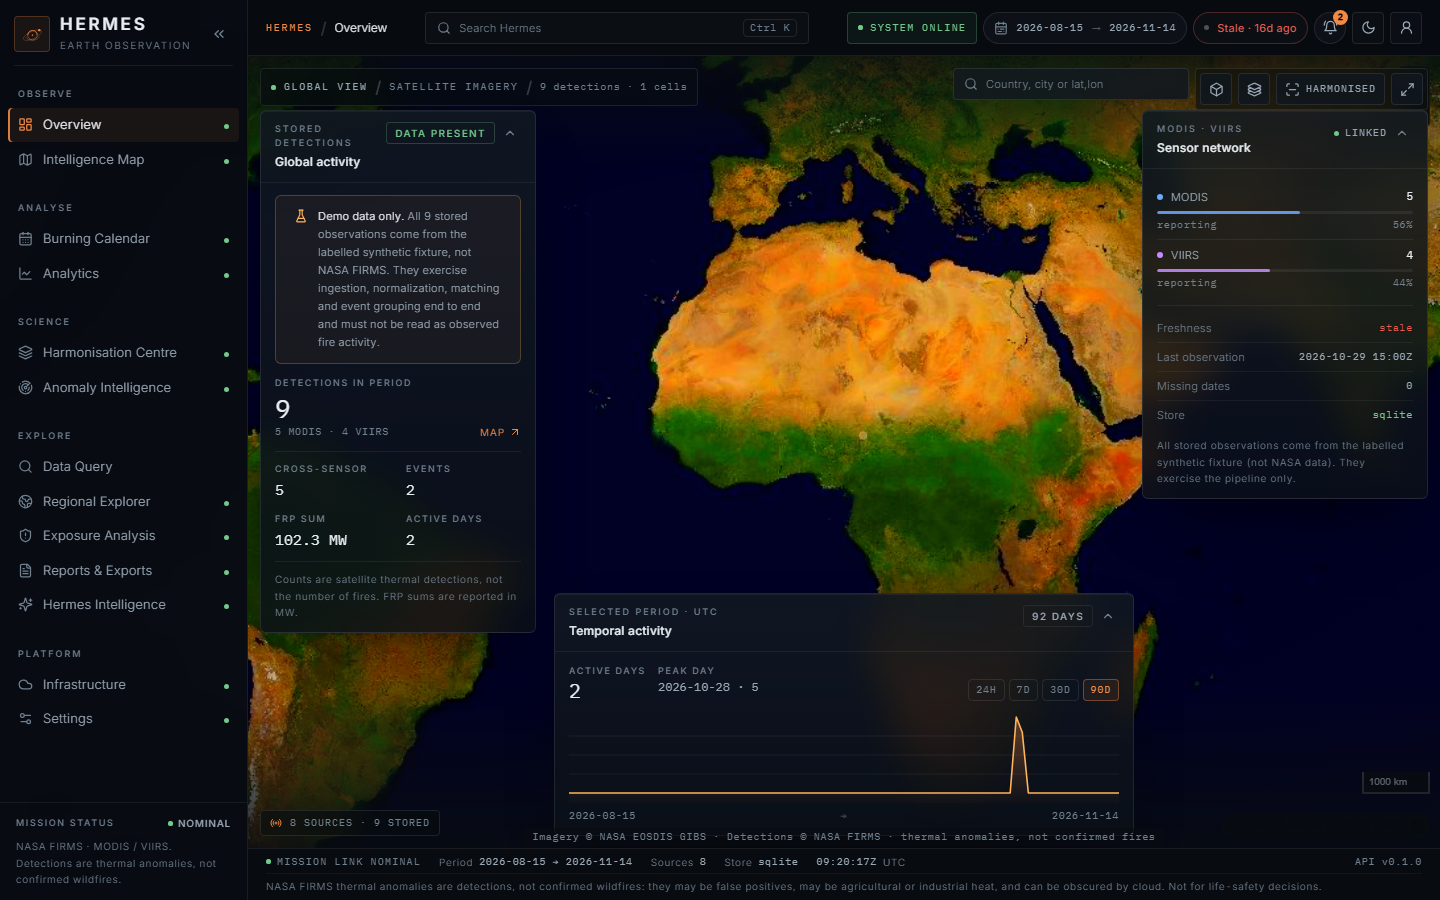 HERMES
EARTH OBSERVATION
HERMES / Overview
Search Hermes
Ctrl K
SYSTEM ONLINE
2026-08-15 → 2026-11-14
Stale · 16d ago
2
OBSERVE
Overview
Intelligence Map
ANALYSE
Burning Calendar
Analytics
SCIENCE
Harmonisation Centre
Anomaly Intelligence
EXPLORE
Data Query
Regional Explorer
Exposure Analysis
Reports & Exports
Hermes Intelligence
PLATFORM
Infrastructure
Settings
MISSION STATUS
NOMINAL
NASA FIRMS · MODIS / VIIRS.
Detections are thermal anomalies, not
confirmed wildfires.
GLOBAL VIEW / SATELLITE IMAGERY / 9 detections · 1 cells
Country, city or lat,lon
HARMONISED
STORED
DETECTIONS
DATA PRESENT
Global activity
Demo data only. All 9 stored
observations come from the
labelled synthetic fixture, not
NASA FIRMS. They exercise
ingestion, normalization, matching
and event grouping end to end
and must not be read as observed
fire activity.
DETECTIONS IN PERIOD
9
5 MODIS · 4 VIIRS
MAP ↗
CROSS-SENSOR
EVENTS
5
2
FRP SUM
ACTIVE DAYS
102.3 MW
2
Counts are satellite thermal detections, not
the number of fires. FRP sums are reported in
MW.
8 SOURCES · 9 STORED
MODIS · VIIRS
Sensor network
LINKED
MODIS
5
reporting
56%
VIIRS
4
reporting
44%
Freshness
stale
Last observation
2026-10-29 15:00Z
Missing dates
0
Store
sqlite
All stored observations come from the labelled
synthetic fixture (not NASA data). They
exercise the pipeline only.
SELECTED PERIOD · UTC
Temporal activity
92 DAYS
ACTIVE DAYS
PEAK DAY
2
2026-10-28 · 5
24H
7D
30D
90D
2026-08-15
→
2026-11-14
1000 km
Imagery © NASA EOSDIS GIBS · Detections © NASA FIRMS · thermal anomalies, not confirmed fires
MISSION LINK NOMINAL
Period 2026-08-15 → 2026-11-14
Sources 8
Store sqlite
09:20:17Z UTC
API v0.1.0
NASA FIRMS thermal anomalies are detections, not confirmed wildfires: they may be false positives, may be agricultural or industrial heat, and can be obscured by cloud. Not for life-safety decisions.